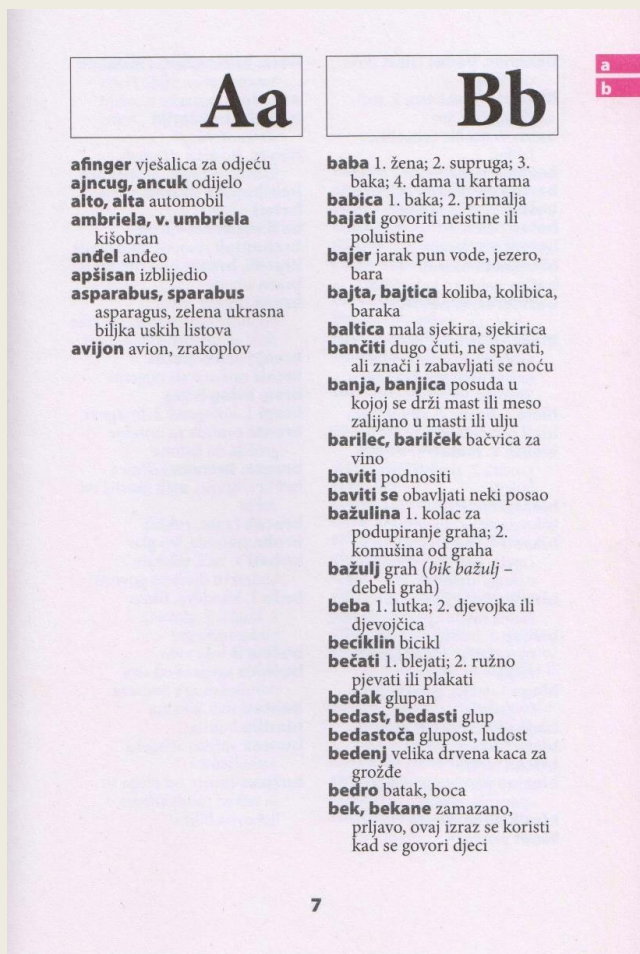 Aa
afinger vješalica za odjeću
ajncug, ancuk odijelo
alto, alta automobil
ambriela, v. umbriela
kišobran
anđel anđeo
apšisan izblijedio
asparabus, sparabus
asparagus, zelena ukrasna
biljka uskih listova
avijon avion, zrakoplov
Bb
baba 1. žena; 2. supruga; 3.
baka; 4. dama u kartama
babica 1. baka; 2. primalja
bajati govoriti neistine ili
poluistine
bajer jarak pun vode, jezero,
bara
bajta, bajtica koliba, kolibica,
baraka
baltica mala sjekira, sjekirica
bančiti dugo čuti, ne spavati,
ali znači i zabavljati se noću
banja, banjica posuda u
kojoj se drži mast ili meso
zalijano u masti ili ulju
barilec, barilček bačvica za
vino
baviti podnositi
baviti se obavljati neki posao
bažulina 1. kolac za
podupiranje graha; 2.
komušina od graha
bažulj grah (bik bažulj –
debeli grah)
beba 1. lutka; 2. djevojka ili
djevojčica
beciklin bicikl
bečati 1. blejati; 2. ružno
pjevati ili plakati
bedak glupan
bedast, bedasti glup
bedastoča glupost, ludost
bedenj velika drvena kaca za
grožđe
bedro batak, boca
bek, bekane zamazano,
prljavo, ovaj izraz se koristi
kad se govori djeci
a
b
7